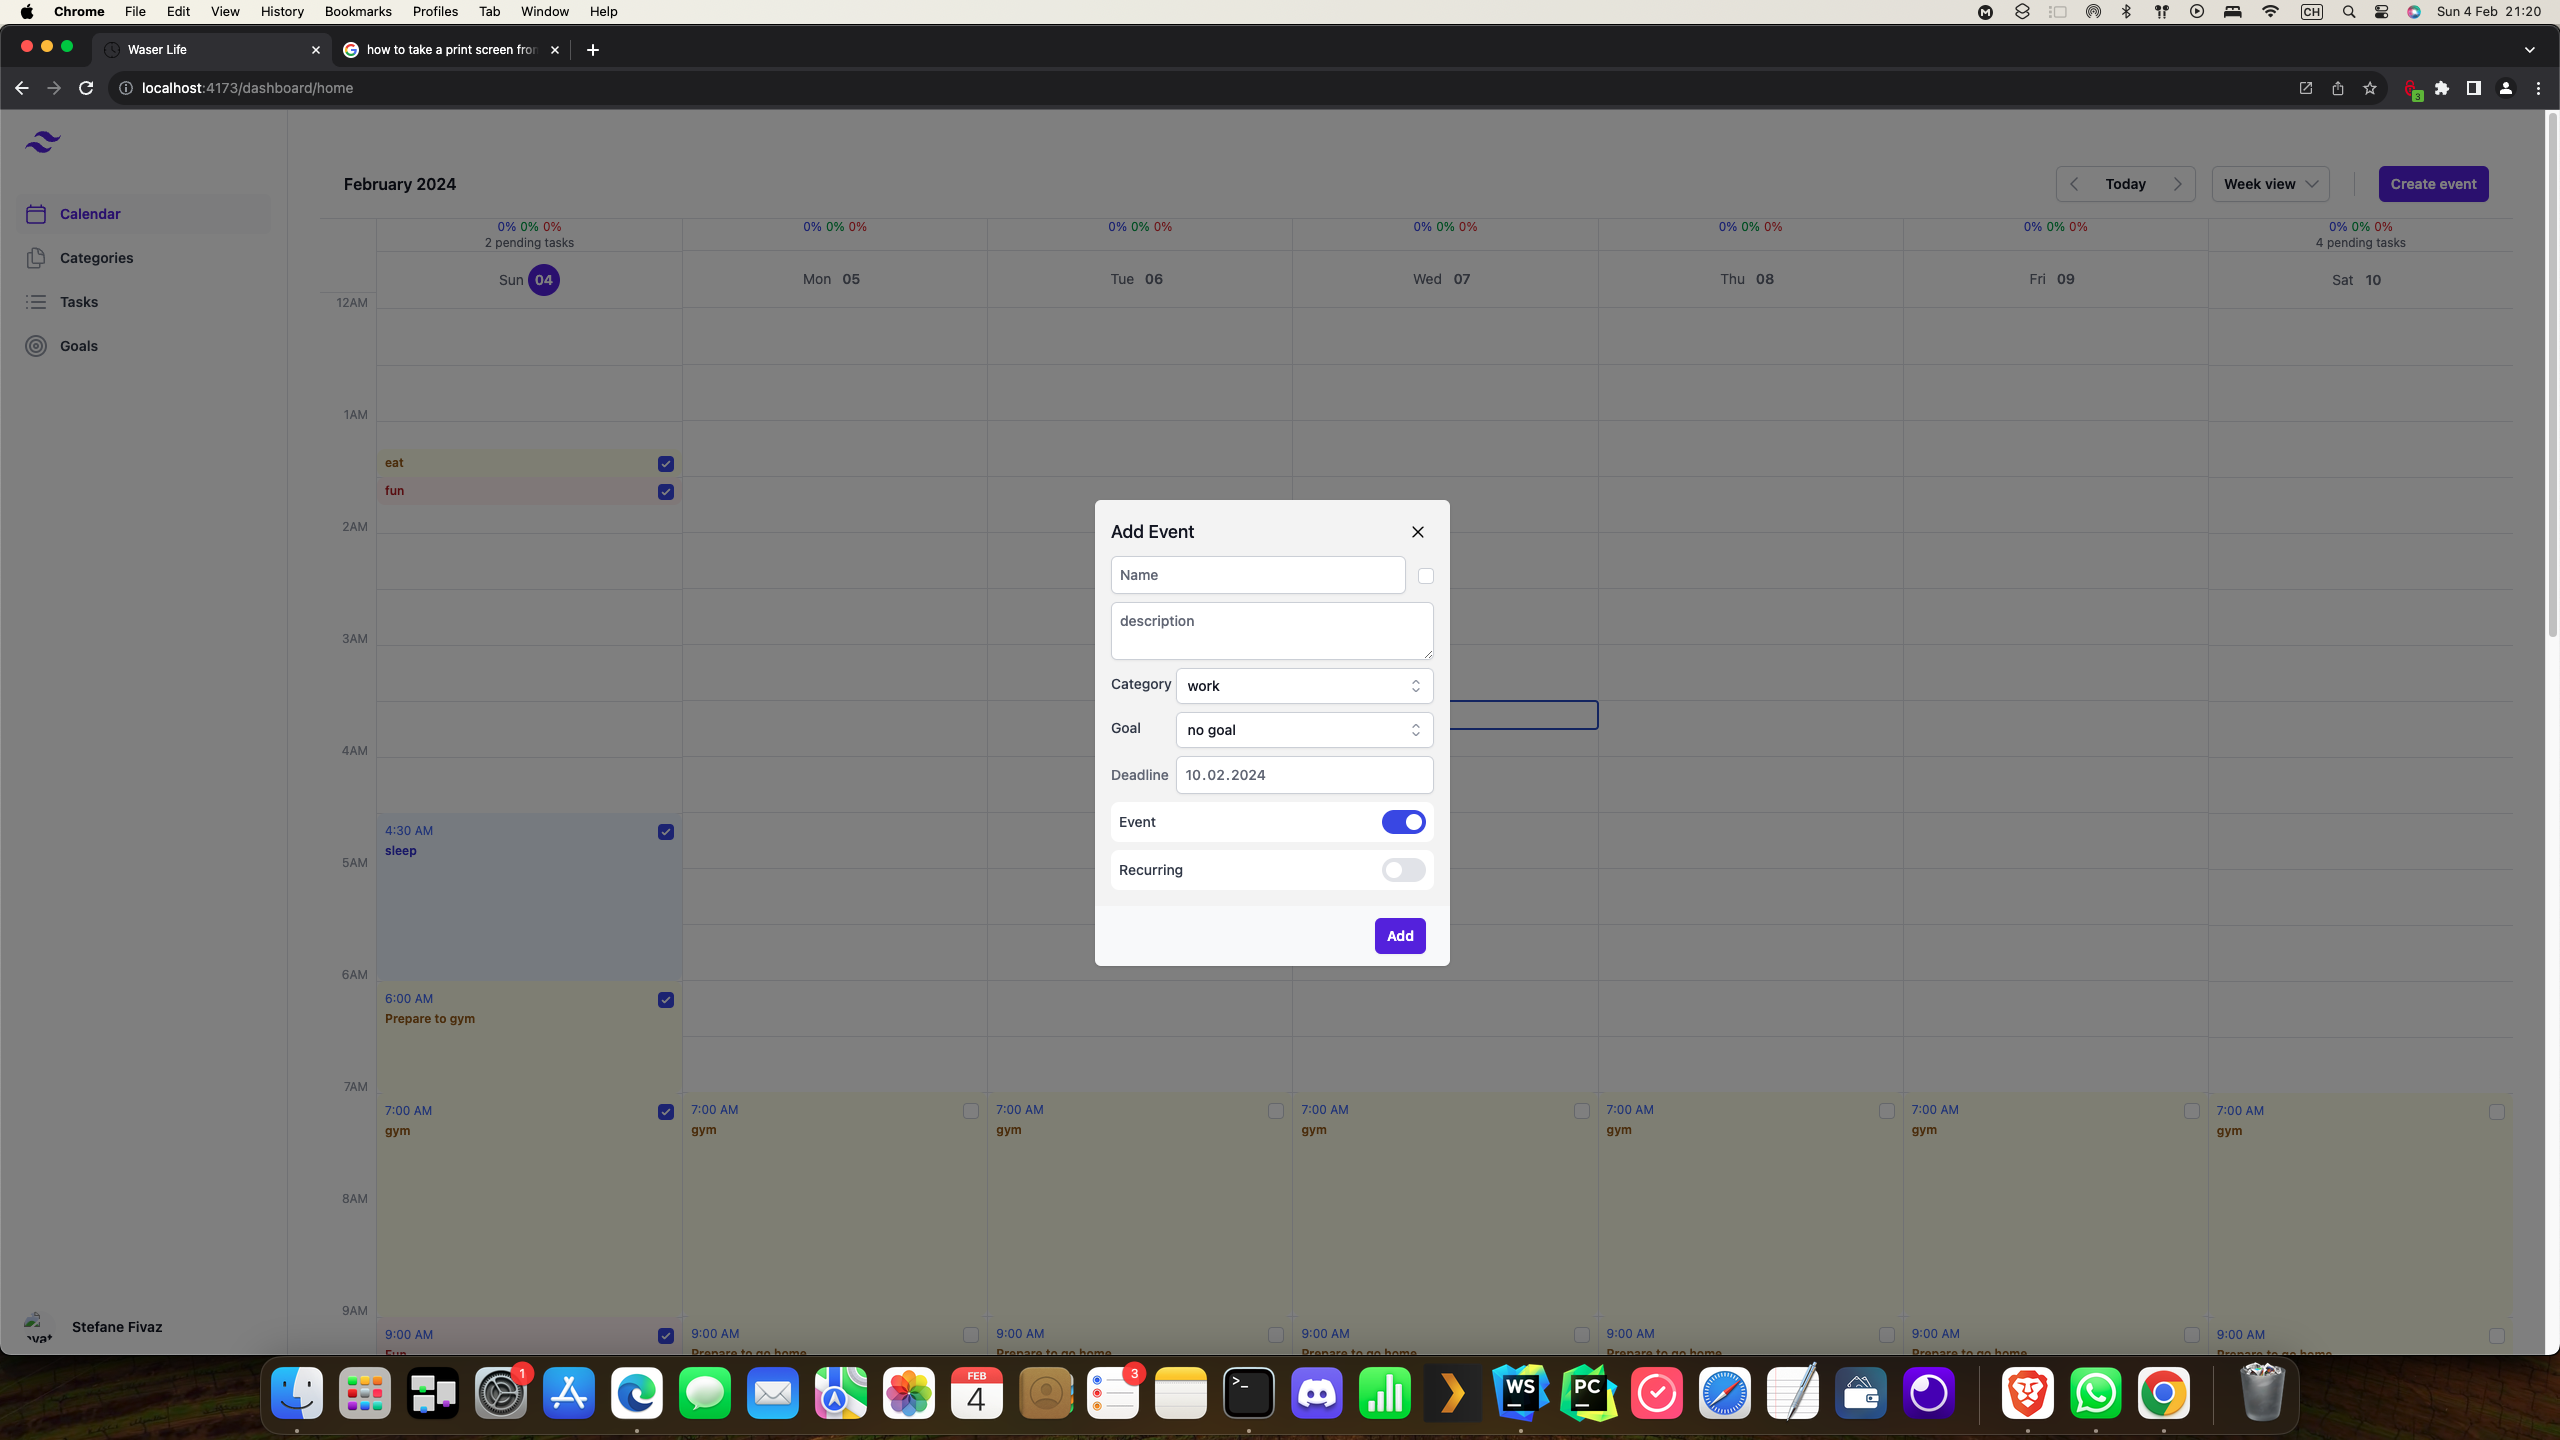 Chrome File Edit View History Bookmarks Profiles Tab Window Help CH Sun 4 Feb 21:20
Waser Life how to take a print screen from
localhost:4173/dashboard/home 3
February 2024 Today Week view Create event
Calendar
Categories
Tasks
Goals
0% 0% 0% 0% 0% 0% 0% 0% 0% 0% 0% 0% 0% 0% 0% 0% 0% 0% 0% 0% 0%
2 pending tasks 4 pending tasks
Sun 04 Mon 05 Tue 06 Wed 07 Thu 08 Fri 09 Sat 10
12AM
1AM
eat
fun
2AM
3AM
4AM
4:30 AM
sleep
5AM
6AM
6:00 AM
Prepare to gym
7AM
7:00 AM 7:00 AM 7:00 AM 7:00 AM 7:00 AM 7:00 AM 7:00 AM
gym gym gym gym gym gym gym
8AM
9AM
9:00 AM 9:00 AM 9:00 AM 9:00 AM 9:00 AM 9:00 AM 9:00 AM
Fun Prepare to go home Prepare to go home Prepare to go home Prepare to go home Prepare to go home Prepare to go home
Add Event
Name
description
Category work
Goal no goal
Deadline 10.02.2024
Event
Recurring
Add
Stefane Fivaz
1 FEB 4 3 >_ WS PC